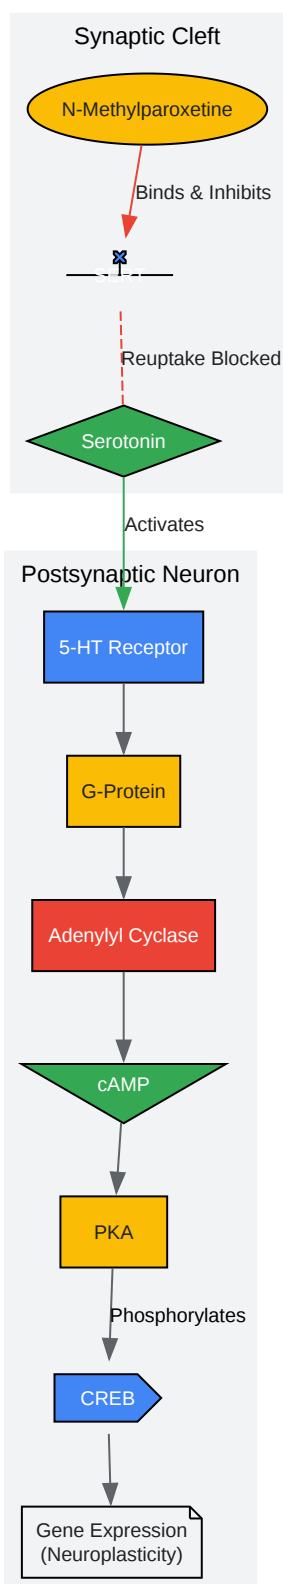 Synaptic Cleft
N-Methylparoxetine
Binds & Inhibits
SERT
Reuptake Blocked
Serotonin
Activates
Postsynaptic Neuron
5-HT Receptor
G-Protein
Adenylyl Cyclase
cAMP
PKA
Phosphorylates
CREB
Gene Expression
(Neuroplasticity)